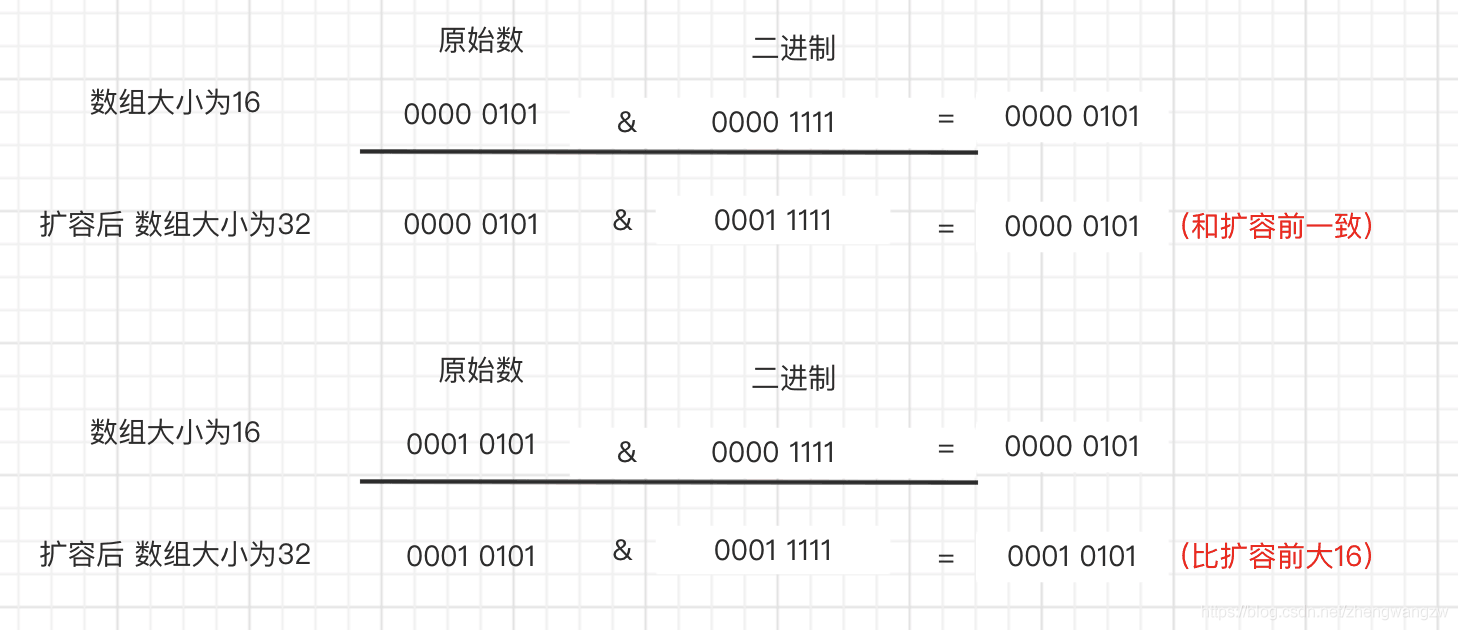 原始数 二进制
数组大小为16 0000 0101 & 0000 1111 = 0000 0101
扩容后 数组大小为32 0000 0101 & 0001 1111 = 0000 0101 (和扩容前一致)
原始数 二进制
数组大小为16 0001 0101 & 0000 1111 = 0000 0101
扩容后 数组大小为32 0001 0101 & 0001 1111 = 0001 0101 (比扩容前大16)
https://blog.csdn.net/zhangwangzw